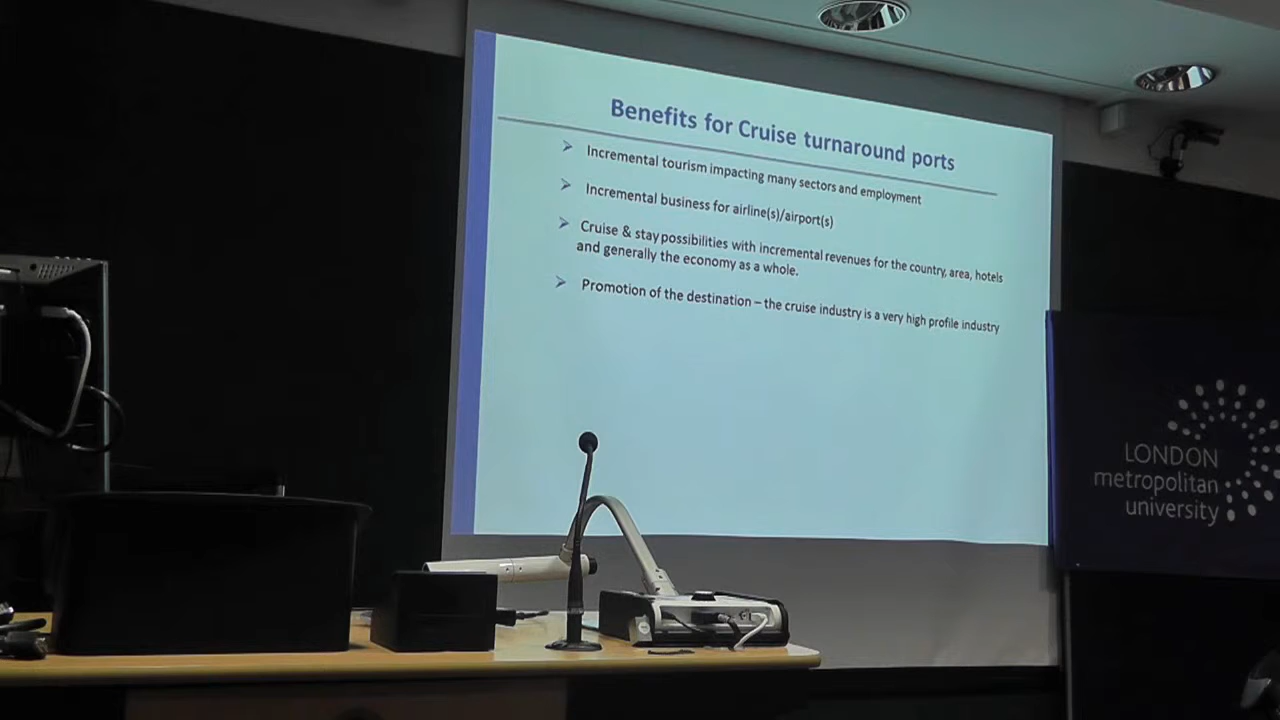 Benefits for Cruise turnaround ports
Incremental tourism impacting many sectors and employment
Incremental business for airline(s)/airport(s)
Cruise & stay possibilities with incremental revenues for the country, area, hotels
and generally the economy as a whole.
Promotion of the destination – the cruise industry is a very high profile industry
LONDON
metropolitan
university